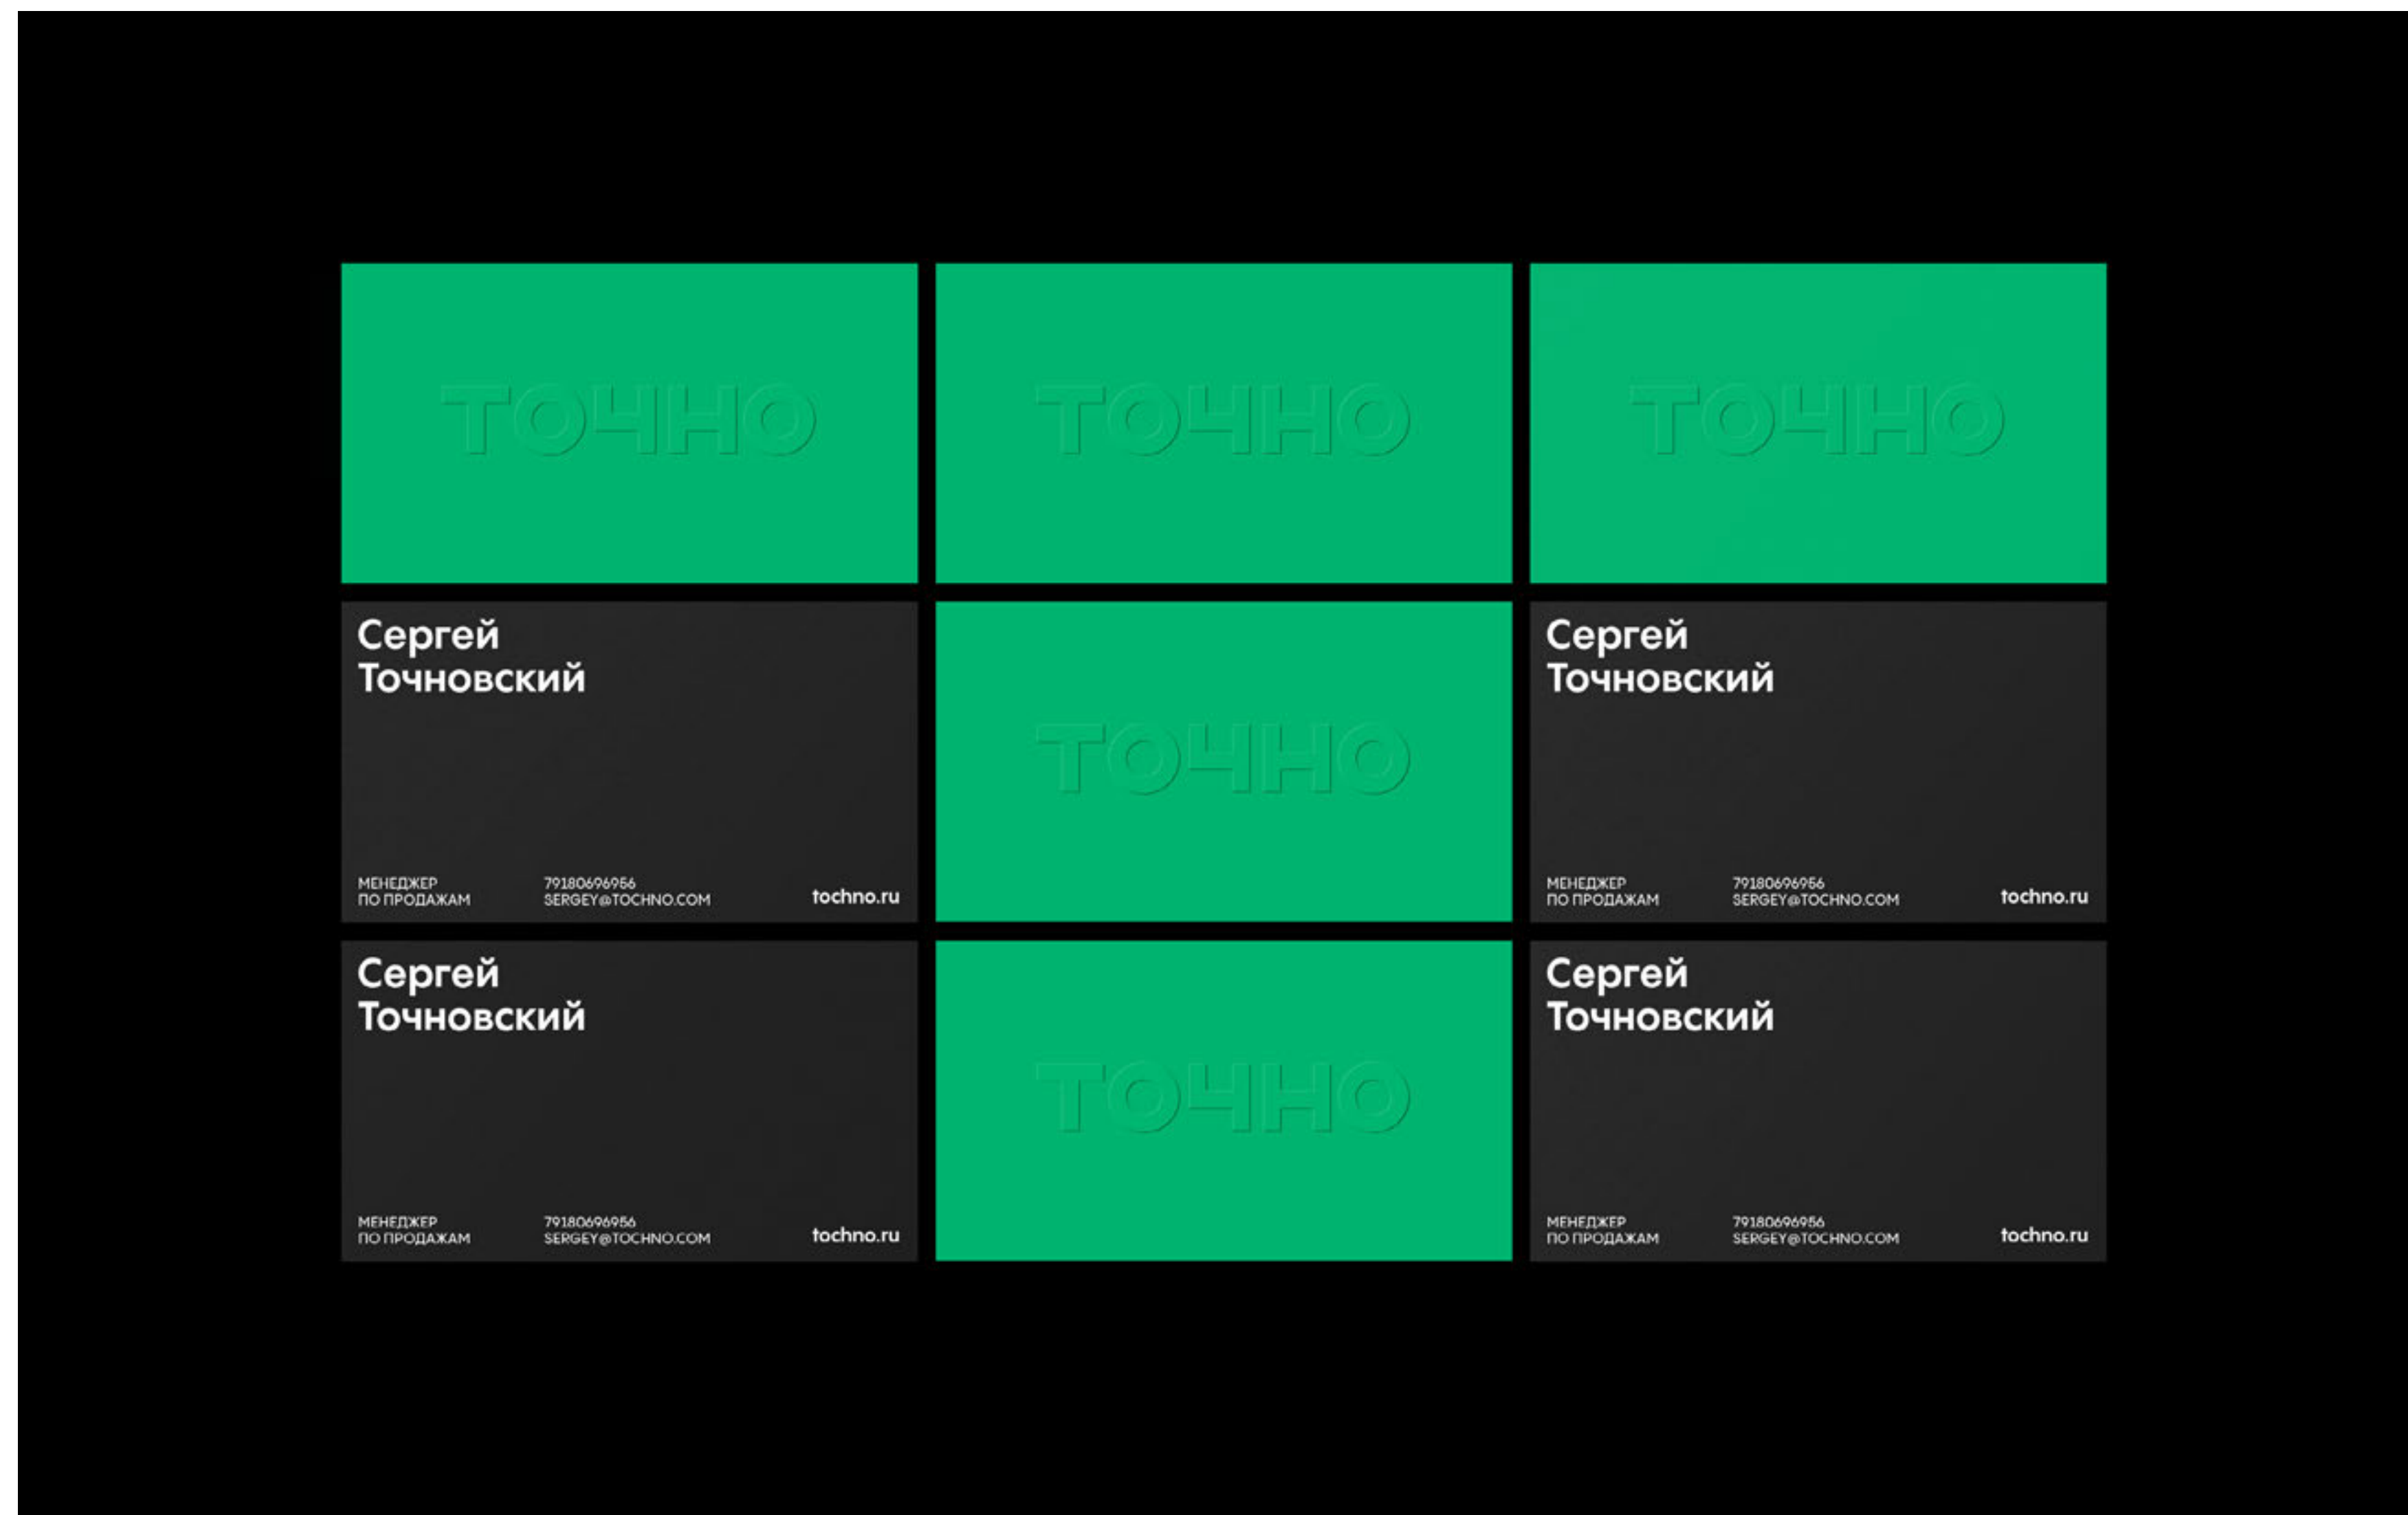 ТОЧНО
ТОЧНО
ТОЧНО
Сергей
Точновский
МЕНЕДЖЕР
ПО ПРОДАЖАМ
79180696956
SERGEY@TOCHNO.COM
tochno.ru
ТОЧНО
Сергей
Точновский
МЕНЕДЖЕР
ПО ПРОДАЖАМ
79180696956
SERGEY@TOCHNO.COM
tochno.ru
Сергей
Точновский
МЕНЕДЖЕР
ПО ПРОДАЖАМ
79180696956
SERGEY@TOCHNO.COM
tochno.ru
ТОЧНО
Сергей
Точновский
МЕНЕДЖЕР
ПО ПРОДАЖАМ
79180696956
SERGEY@TOCHNO.COM
tochno.ru